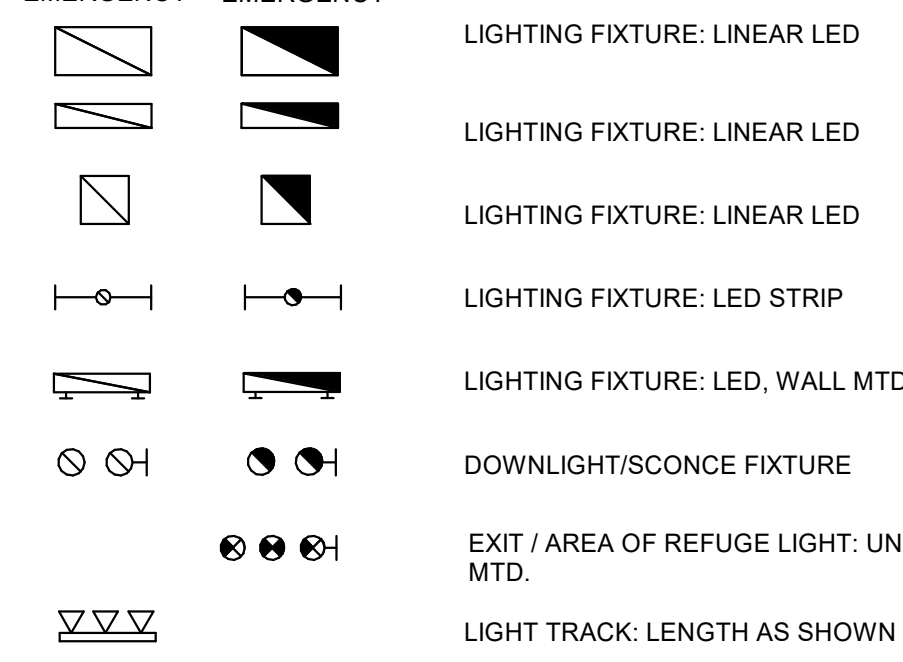 EMERGENCY EMERGENCY
LIGHTING FIXTURE: LINEAR LED
LIGHTING FIXTURE: LINEAR LED
LIGHTING FIXTURE: LINEAR LED
LIGHTING FIXTURE: LED STRIP
LIGHTING FIXTURE: LED, WALL MTD
DOWNLIGHT/SCONCE FIXTURE
EXIT / AREA OF REFUGE LIGHT: UN
MTD.
LIGHT TRACK: LENGTH AS SHOWN